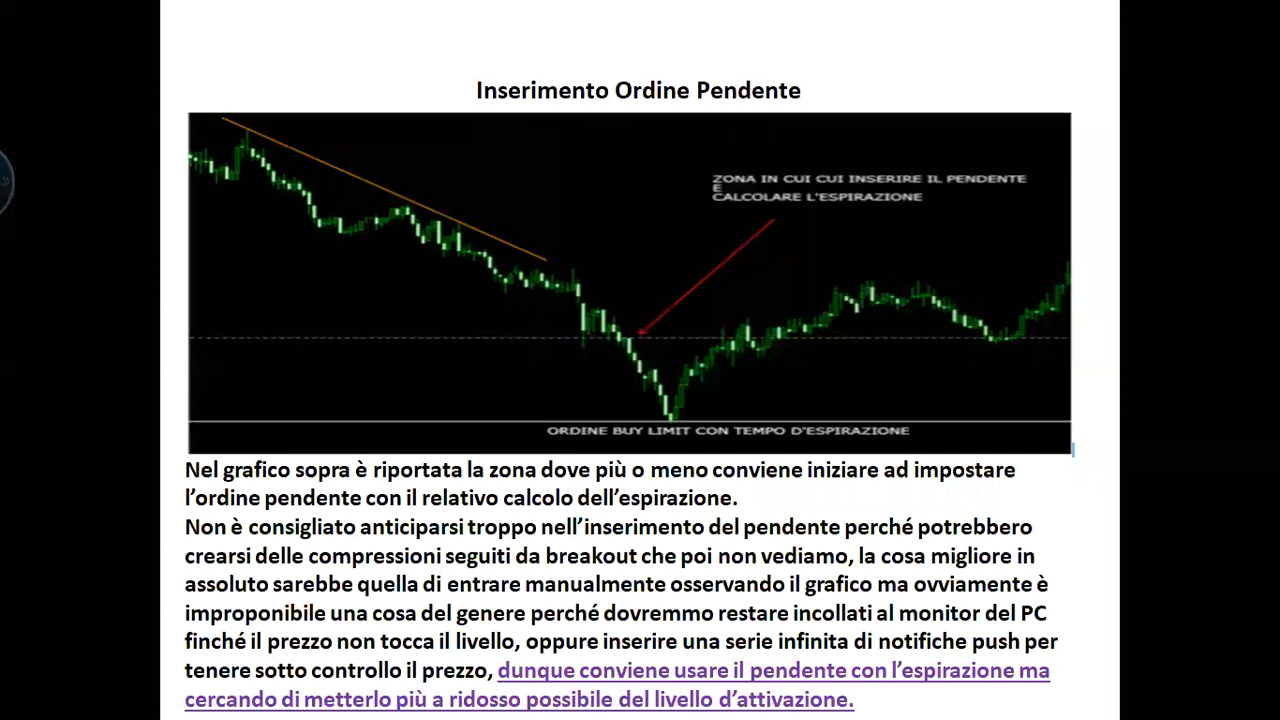 Inserimento Ordine Pendente
ZONA IN CUI CUI INSERIRE IL PENDENTE
E
CALCOLARE L'ESPIRAZIONE
ORDINE BUY LIMIT CON TEMPO D'ESPIRAZIONE
Nel grafico sopra è riportata la zona dove più o meno conviene iniziare ad impostare
l'ordine pendente con il relativo calcolo dell'espirazione.
Non è consigliato anticiparsi troppo nell'inserimento del pendente perché potrebbero
crearsi delle compressioni seguiti da breakout che poi non vediamo, la cosa migliore in
assoluto sarebbe quella di entrare manualmente osservando il grafico ma ovviamente è
improponibile una cosa del genere perché dovremmo restare incollati al monitor del PC
finché il prezzo non tocca il livello, oppure inserire una serie infinita di notifiche push per
tenere sotto controllo il prezzo, dunque conviene usare il pendente con l'espirazione ma
cercando di metterlo più a ridosso possibile del livello d'attivazione.